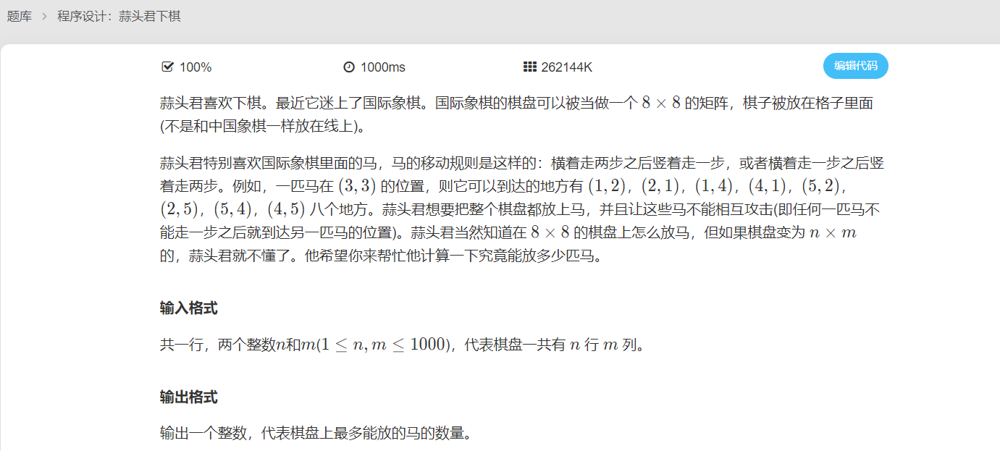 题库 > 程序设计：蒜头君下棋
100% 1000ms 262144K 编辑代码
蒜头君喜欢下棋。最近它迷上了国际象棋。国际象棋的棋盘可以被当做一个 8 × 8 的矩阵，棋子被放在格子里面
(不是和中国象棋一样放在线上)。
蒜头君特别喜欢国际象棋里面的马，马的移动规则是这样的：横着走两步之后竖着走一步，或者横着走一步之后竖
着走两步。例如，一匹马在 (3, 3) 的位置，则它可以到达的地方有 (1, 2)，(2, 1)，(1, 4)，(4, 1)，(5, 2)，
(2, 5)，(5, 4)，(4, 5) 八个地方。蒜头君想要把整个棋盘都放上马，并且让这些马不能相互攻击(即任何一匹马不
能走一步之后就到达另一匹马的位置)。蒜头君当然知道在 8 × 8 的棋盘上怎么放马，但如果棋盘变为 n × m
的，蒜头君就不懂了。他希望你来帮忙他计算一下究竟能放多少匹马。
输入格式
共一行，两个整数n和m(1 ≤ n, m ≤ 1000)，代表棋盘一共有 n 行 m 列。
输出格式
输出一个整数，代表棋盘上最多能放的马的数量。